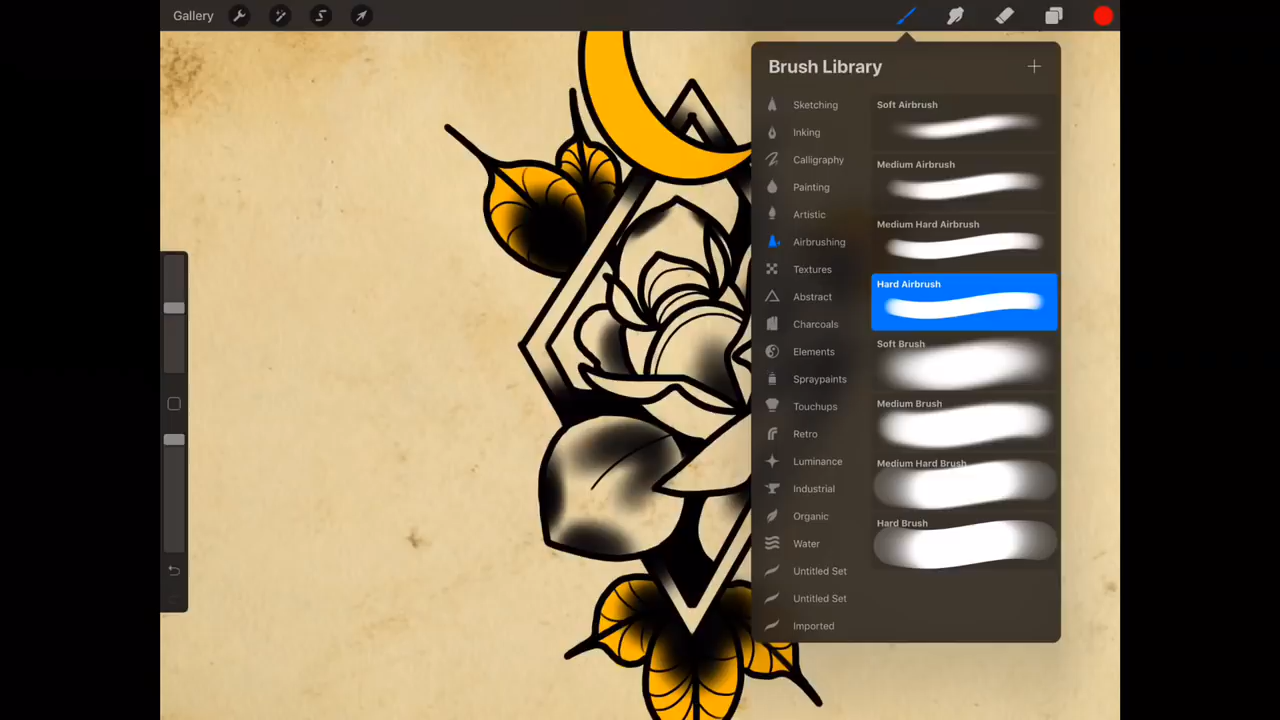 Gallery
Brush Library
Sketching
Inking
Calligraphy
Painting
Artistic
Airbrushing
Textures
Abstract
Charcoals
Elements
Spraypaints
Touchups
Retro
Luminance
Industrial
Organic
Water
Untitled Set
Untitled Set
Imported
Soft Airbrush
Medium Airbrush
Medium Hard Airbrush
Hard Airbrush
Soft Brush
Medium Brush
Medium Hard Brush
Hard Brush